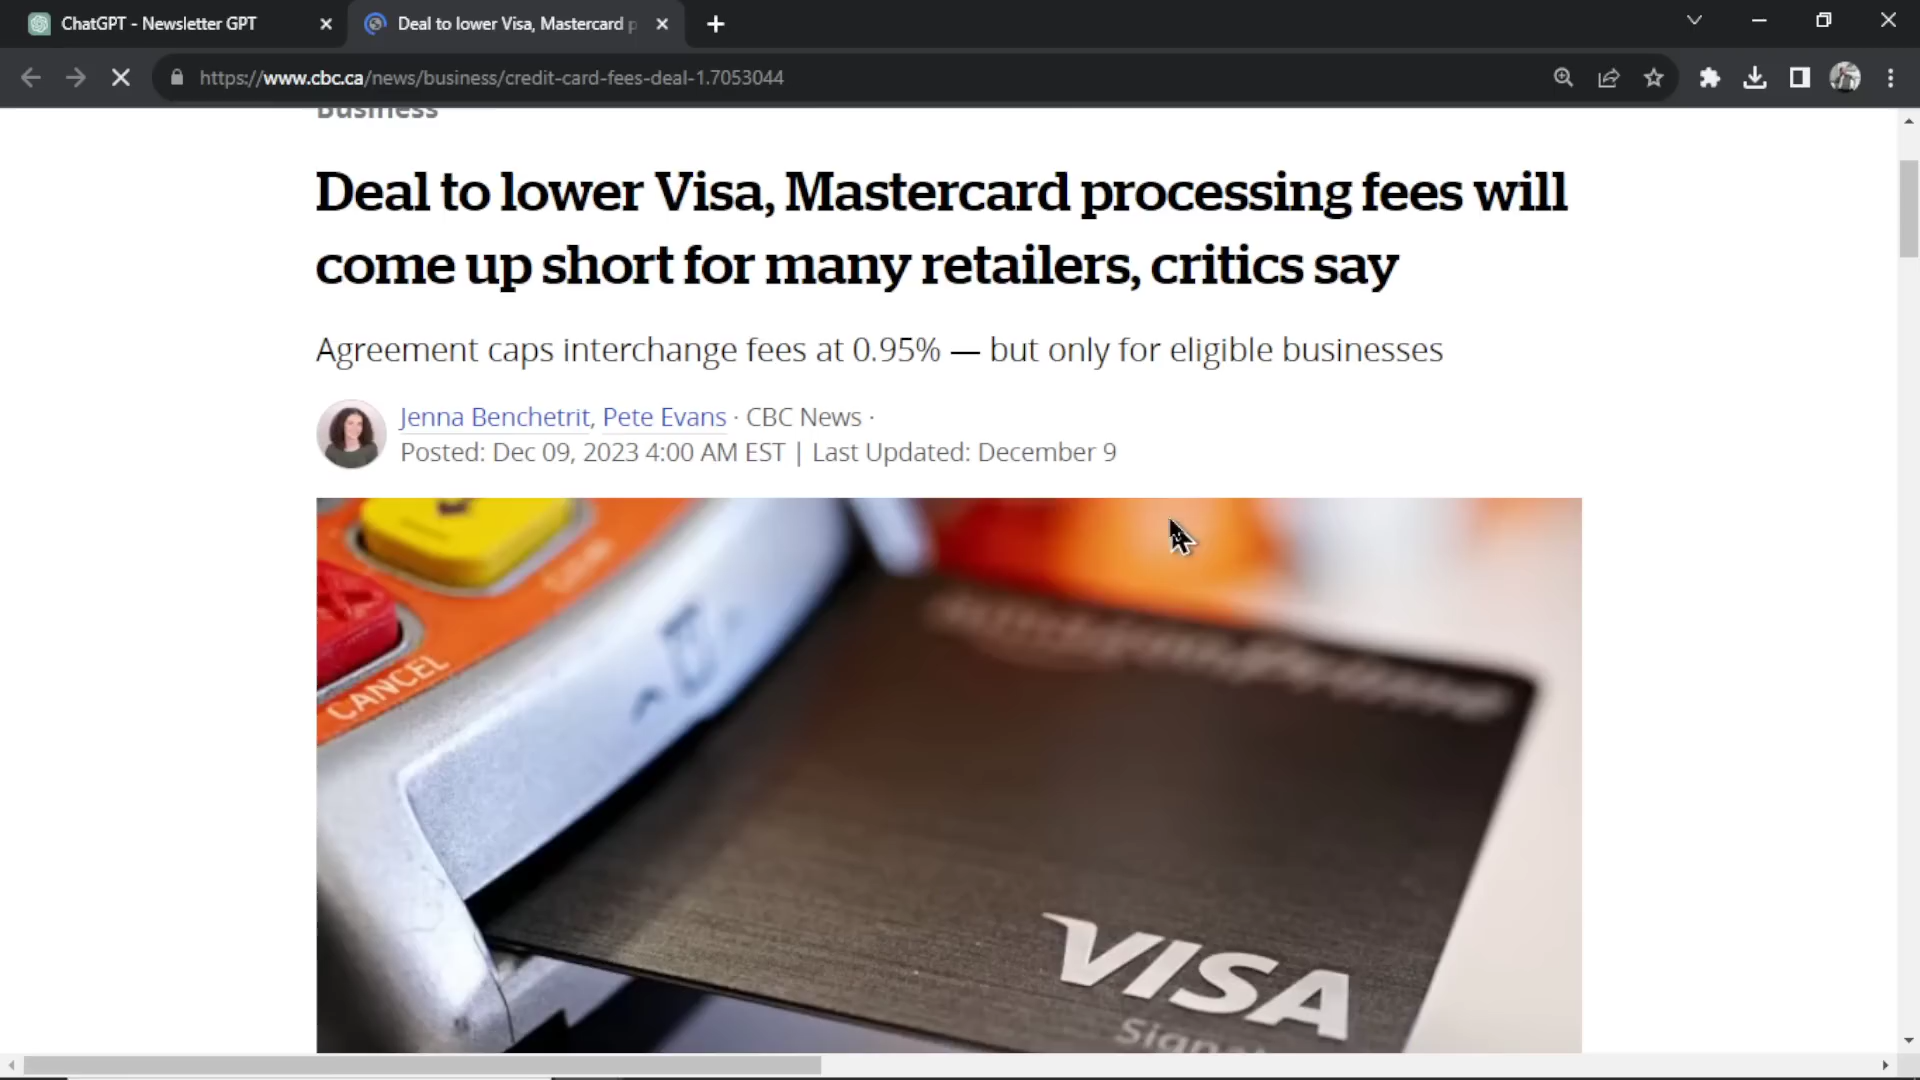 ChatGPT - Newsletter GPT
Deal to lower Visa, Mastercard p
https://www.cbc.ca/news/business/credit-card-fees-deal-1.7053044
Business
Deal to lower Visa, Mastercard processing fees will
come up short for many retailers, critics say
Agreement caps interchange fees at 0.95% — but only for eligible businesses
Jenna Benchetrit, Pete Evans · CBC News ·
Posted: Dec 09, 2023 4:00 AM EST | Last Updated: December 9
CANCEL
VISA